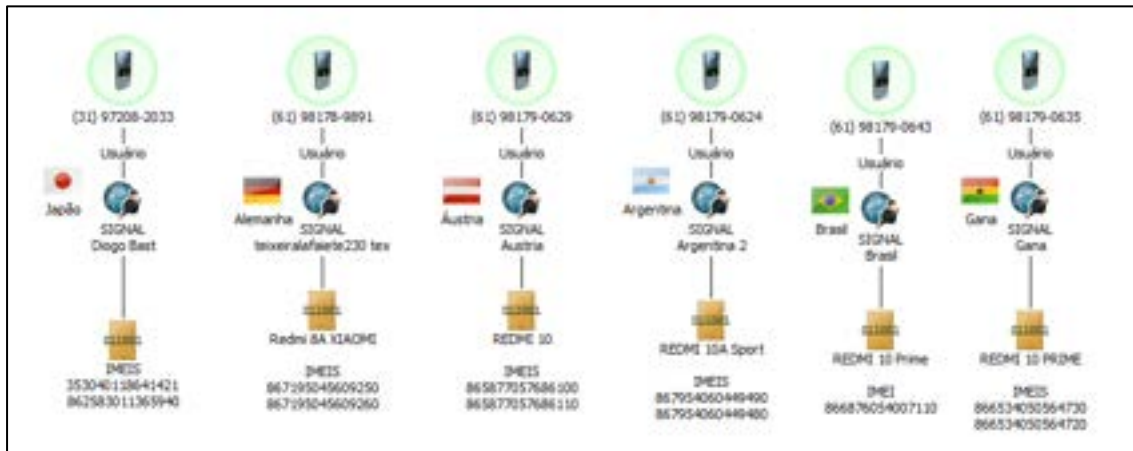 (31) 97208-2033
Usuário
Japão
SIGNAL
Diogo Bast
IMEIS
353040118641421
862583011365940
(61) 98178-9891
Usuário
Alemanha
SIGNAL
teixeiralafaiete230 tex
Redmi 8A XIAOMI
IMEIS
867195045609250
867195045609260
(61) 98179-0629
Usuário
Áustria
SIGNAL
Austria
REDMI 10
IMEIS
865877057686100
865877057686110
(61) 98179-0624
Usuário
Argentina
SIGNAL
Argentina 2
REDMI 10A Sport
IMEIS
867954060449490
867954060449480
(61) 98179-0643
Usuário
Brasil
SIGNAL
Brasil
REDMI 10 Prime
IMEI
866876054007110
(61) 98179-0635
Usuário
Gana
SIGNAL
Gana
REDMI 10 PRIME
IMEIS
866534050564730
866534050564720